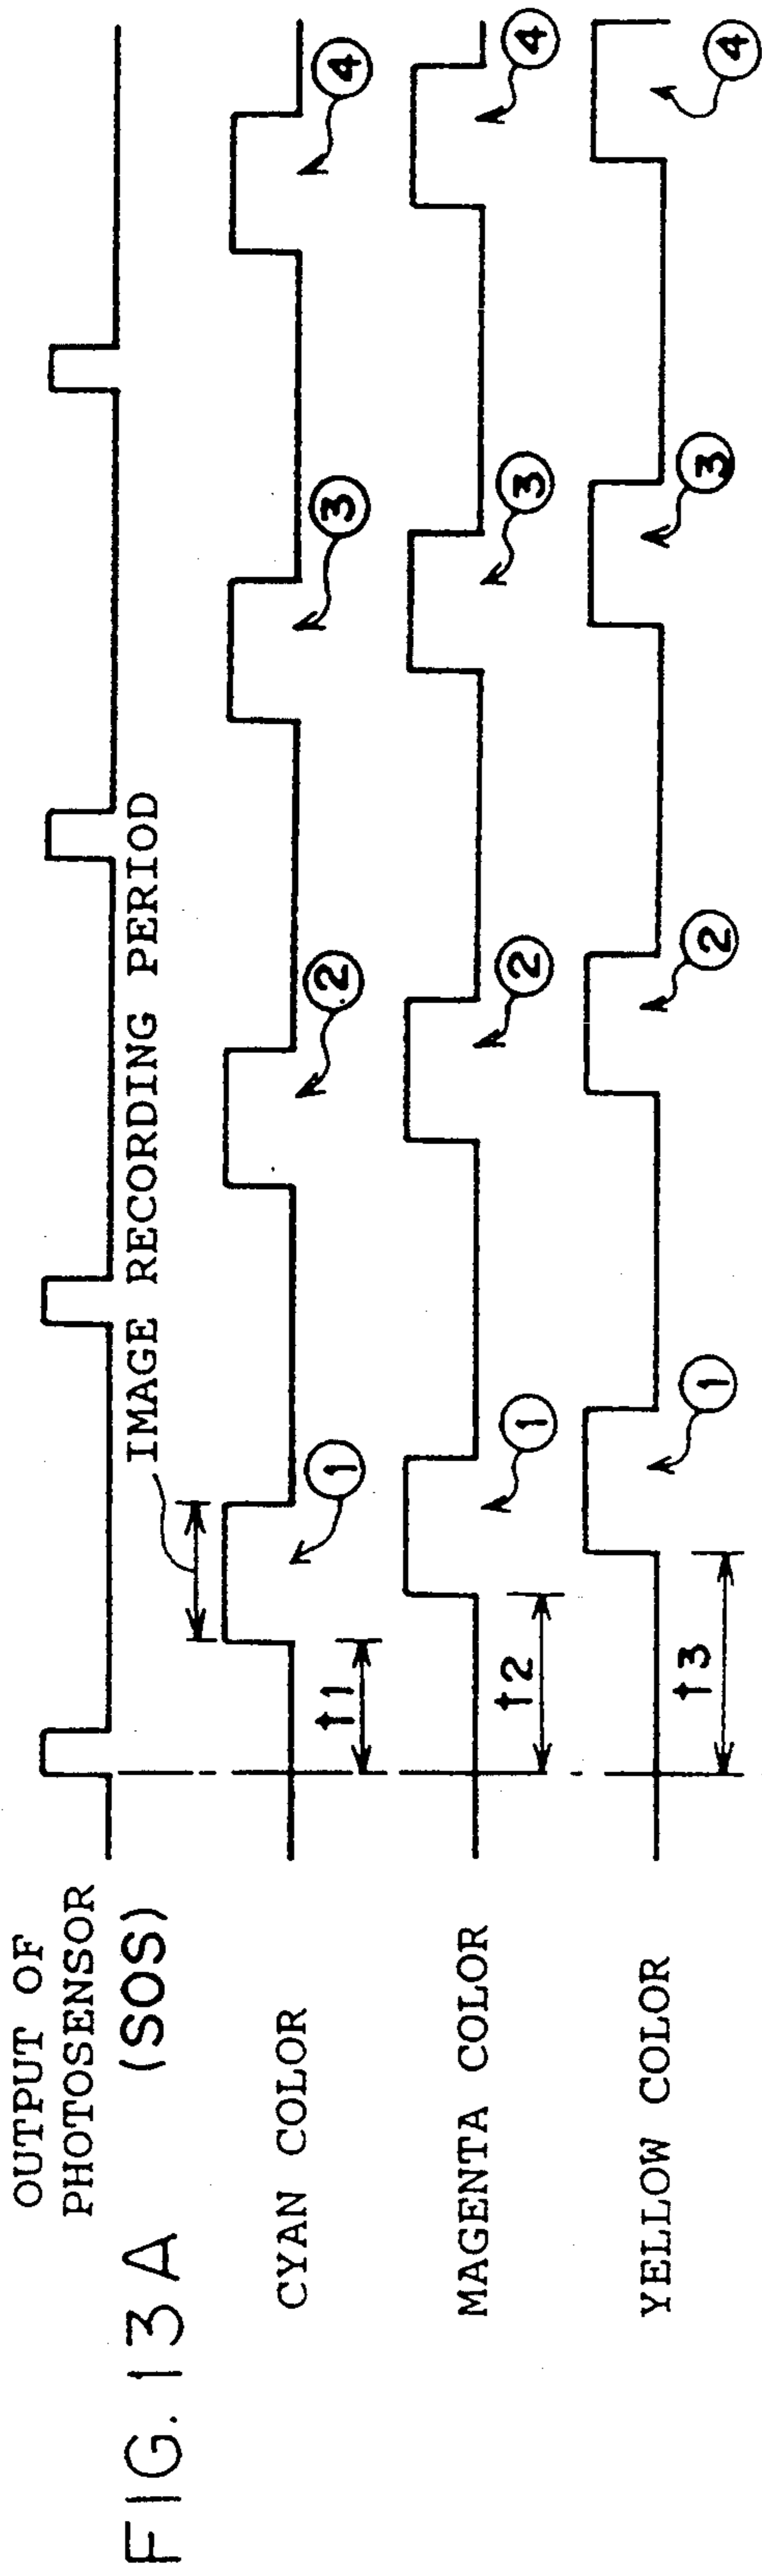 FIG. 13A
OUTPUT OF
PHOTOSENSOR
(SOS)
IMAGE RECORDING PERIOD
CYAN COLOR
t1
①
②
③
④
MAGENTA COLOR
t2
①
②
③
④
YELLOW COLOR
t3
①
②
③
④